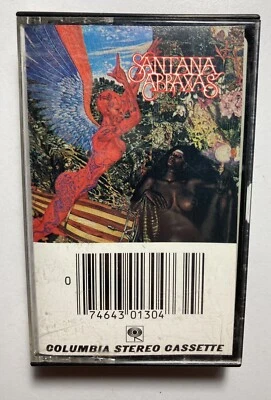 SANTANA
ABRAXAS
0
74643 01304
COLUMBIA STEREO CASSETTE